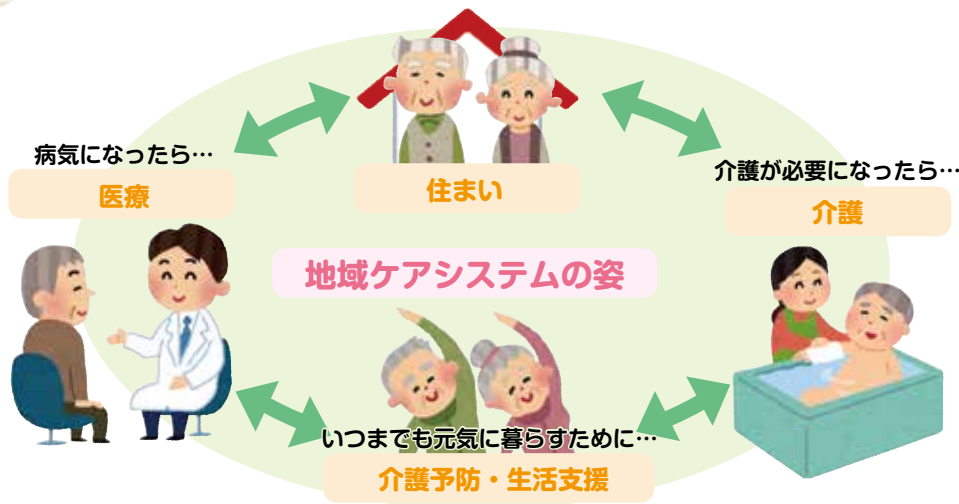 病気になったら…
医療
住まい
介護が必要になったら…
介護
地域ケアシステムの姿
いつまでも元気に暮らすために…
介護予防・生活支援